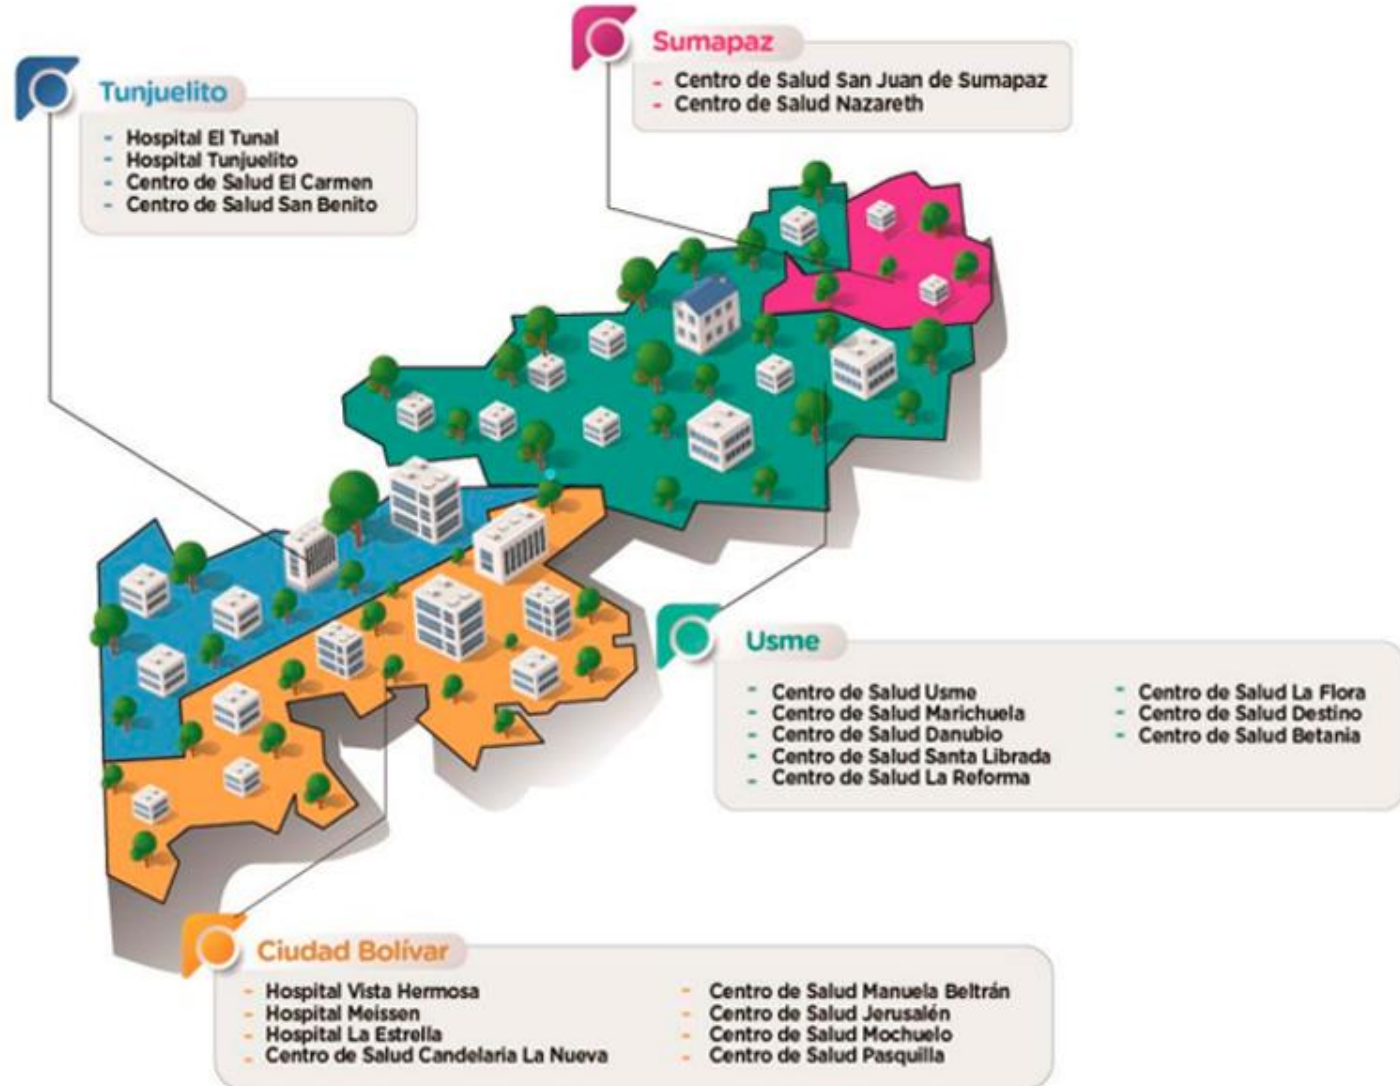 Sumapaz
- Centro de Salud San Juan de Sumapaz
- Centro de Salud Nazareth
Tunjuelito
- Hospital El Tunal
- Hospital Tunjuelito
- Centro de Salud El Carmen
- Centro de Salud San Benito
Usme
- Centro de Salud Usme
- Centro de Salud Marichuela
- Centro de Salud Danubio
- Centro de Salud Santa Librada
- Centro de Salud La Reforma
- Centro de Salud La Flora
- Centro de Salud Destino
- Centro de Salud Betania
Ciudad Bolívar
- Hospital Vista Hermosa
- Hospital Meissen
- Hospital La Estrella
- Centro de Salud Candelaria La Nueva
- Centro de Salud Manuela Beltrán
- Centro de Salud Jerusalén
- Centro de Salud Mochuelo
- Centro de Salud Pasquilla